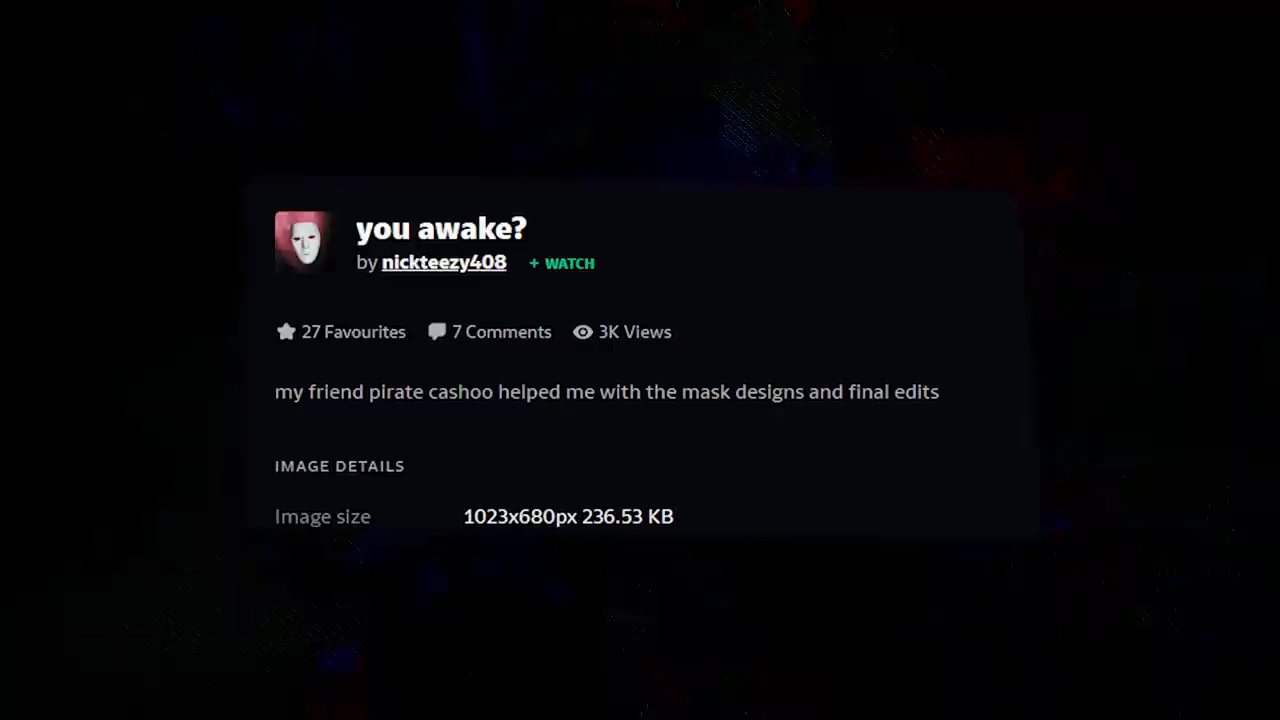 you awake?
by nickteezy408 + WATCH
27 Favourites 7 Comments 3K Views
my friend pirate cashoo helped me with the mask designs and final edits
IMAGE DETAILS
Image size 1023x680px 236.53 KB